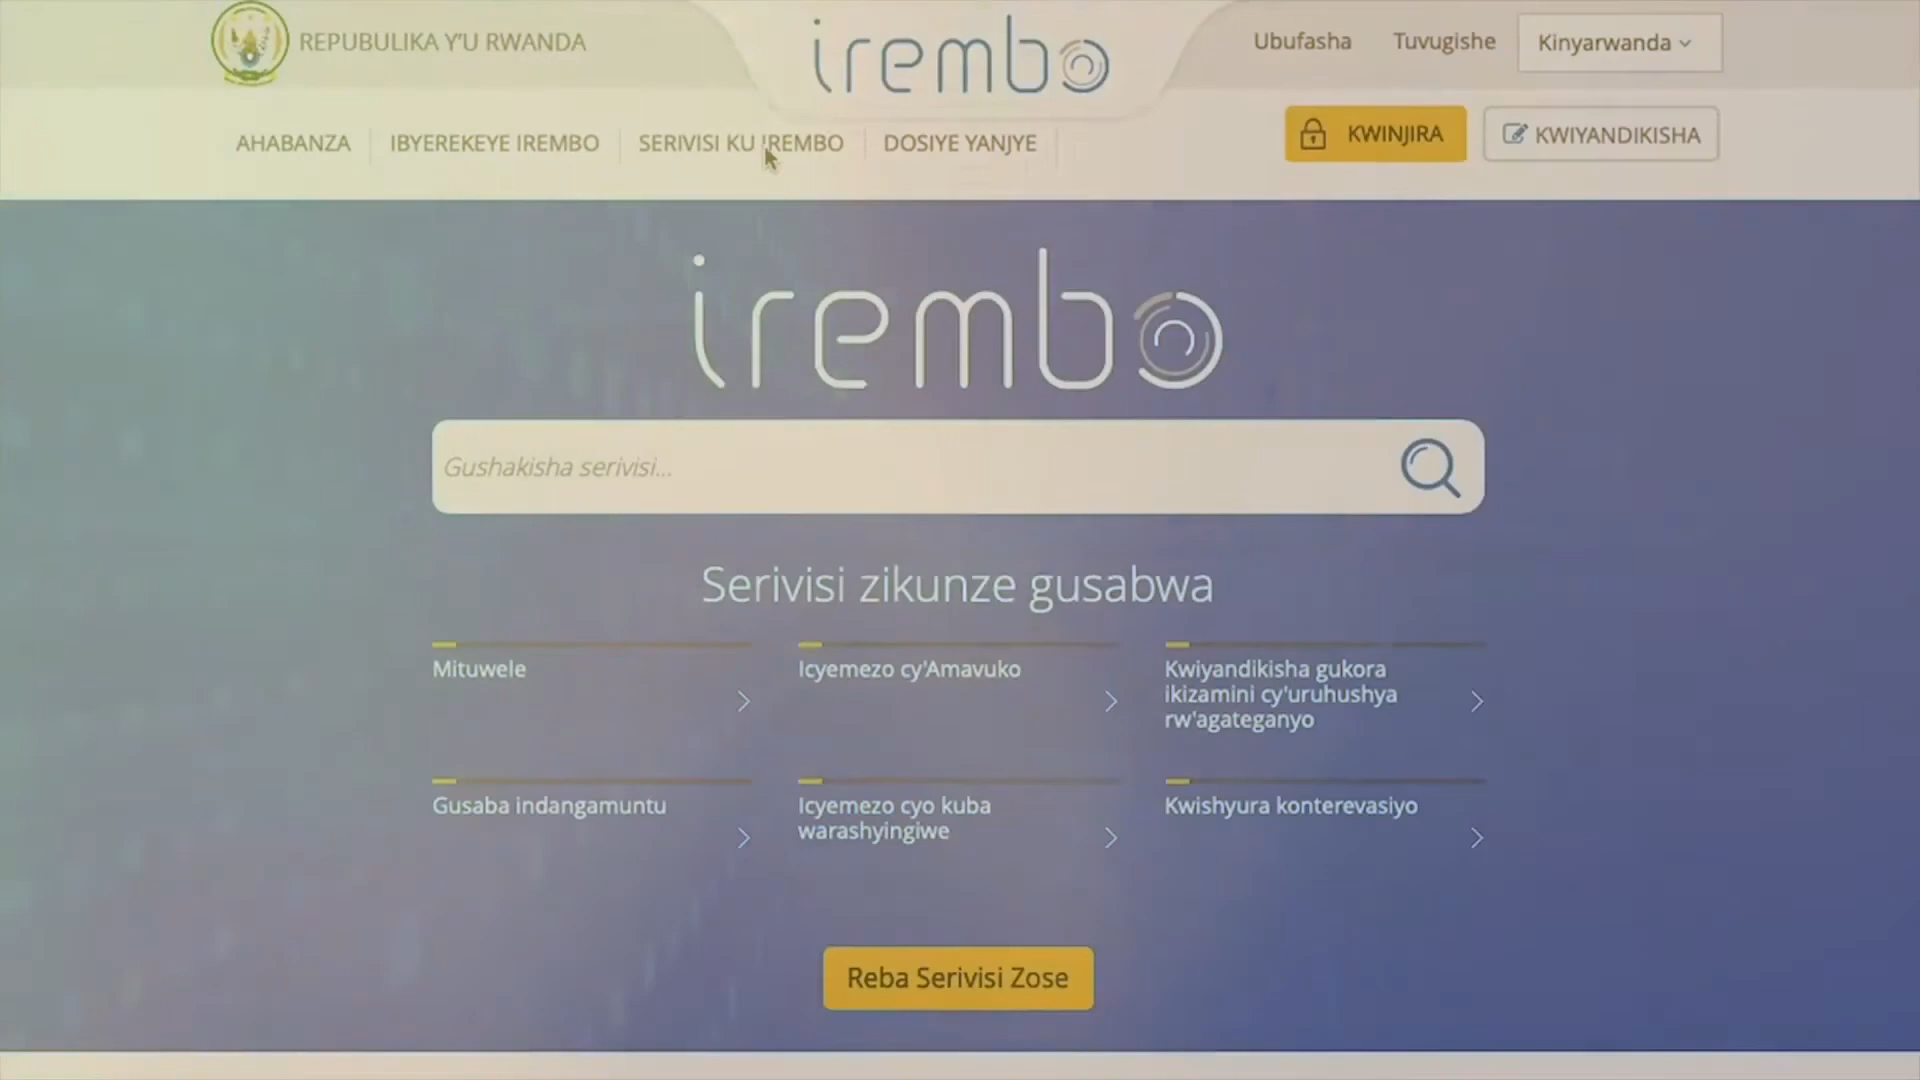 REPUBULIKA Y'U RWANDA
irembo
Ubufasha
Tuvugishe
Kinyarwanda
AHABANZA
IBYEREKEYE IREMBO
SERIVISI KU IREMBO
DOSIYE YANJYE
KWINJIRA
KWIYANDIKISHA
irembo
Gushakisha serivisi...
Serivisi zikunze gusabwa
Mituwele
Icyemezo cy'Amavuko
Kwiyandikisha gukora
ikizamini cy'uruhushya
rw'agateganyo
Gusaba indangamuntu
Icyemezo cyo kuba
warashyingiwe
Kwishyura konterevasiyo
Reba Serivisi Zose